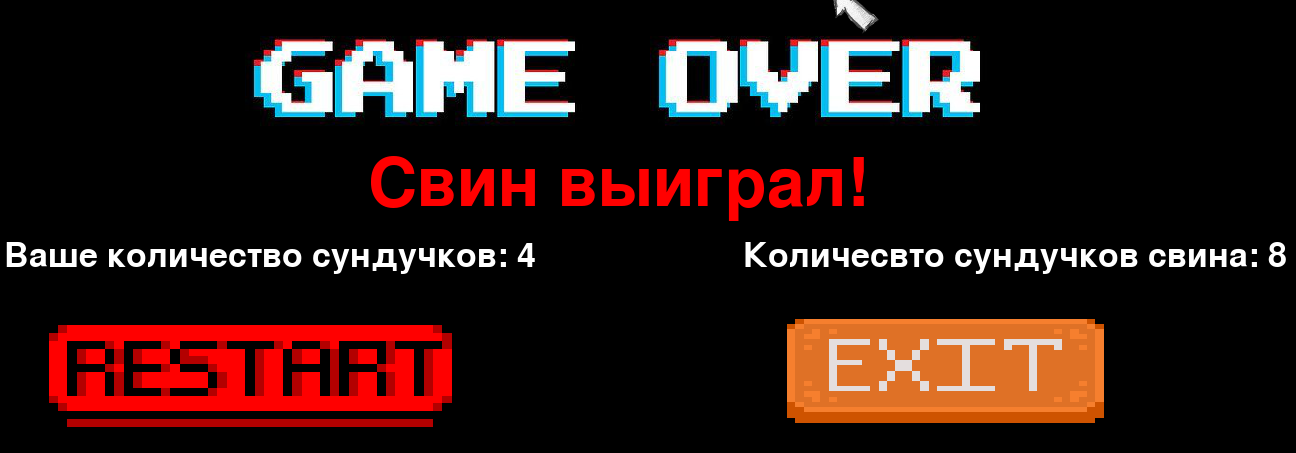 GAME OVER
Свин выиграл!
Ваше количество сундучков: 4
Количесвто сундучков свина: 8
RESTART
EXIT